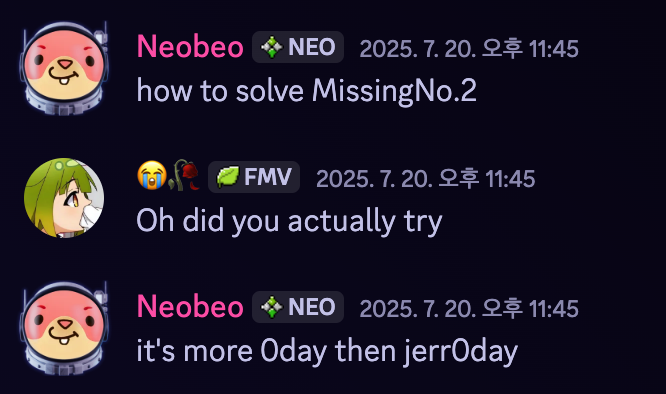 Neobeo NEO 2025. 7. 20. 오후 11:45
how to solve MissingNo.2
😭🥀 FMV 2025. 7. 20. 오후 11:45
Oh did you actually try
Neobeo NEO 2025. 7. 20. 오후 11:45
it's more 0day then jerr0day